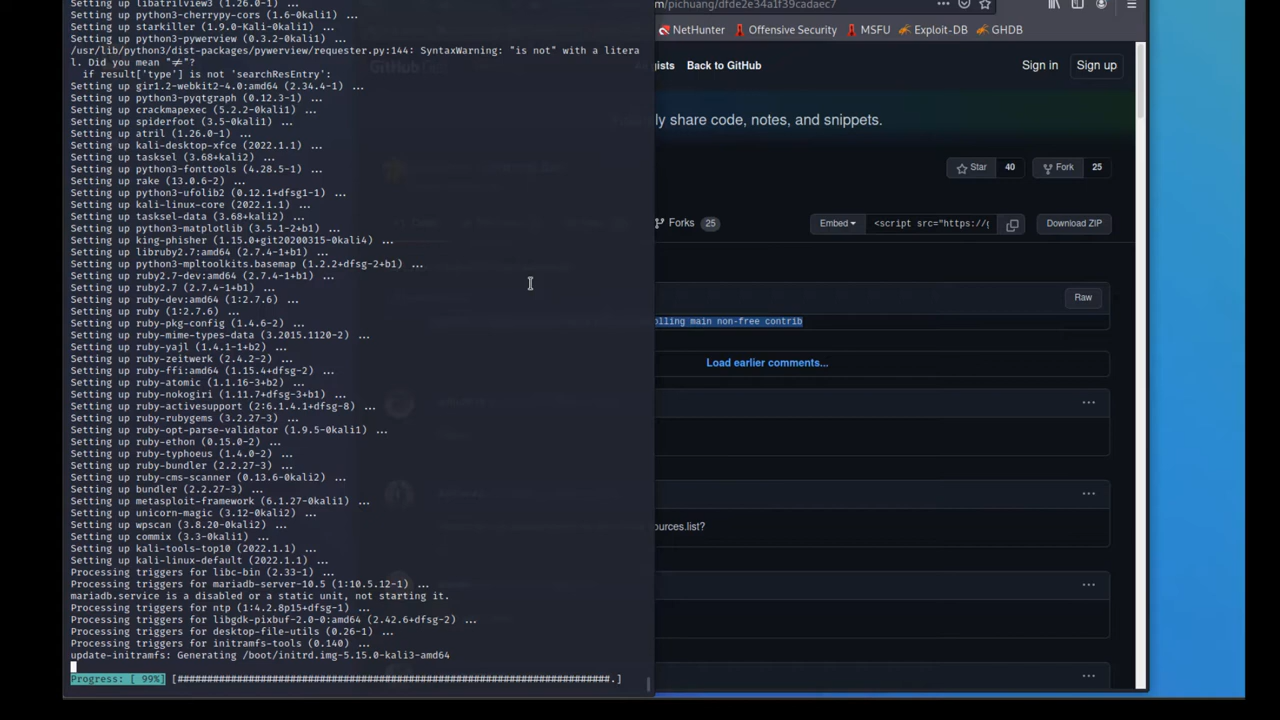 Setting up libatrilview3 (1.26.0-1) ...
Setting up python3-cherrypy-cors (1.6-0kali1) ...
Setting up starkiller (1.9.0-0kali1) ...
Setting up python3-pywerview (0.3.2-0kali1) ...
/usr/lib/python3/dist-packages/pywerview/requester.py:144: SyntaxWarning: "is not" with a litera
l. Did you mean "≠"?
if result['type'] is not 'searchResEntry':
Setting up gir1.2-webkit2-4.0:amd64 (2.34.4-1) ...
Setting up python3-pyqtgraph (0.12.3-1) ...
Setting up crackmapexec (5.2.2-0kali1) ...
Setting up spiderfoot (3.5-0kali1) ...
Setting up atril (1.26.0-1) ...
Setting up kali-desktop-xfce (2022.1.1) ...
Setting up tasksel (3.68+kali2) ...
Setting up python3-fonttools (4.28.5-1) ...
Setting up rake (13.0.6-2) ...
Setting up python3-ufolib2 (0.12.1+dfsg1-1) ...
Setting up kali-linux-core (2022.1.1) ...
Setting up tasksel-data (3.68+kali2) ...
Setting up python3-matplotlib (3.5.1-2+b1) ...
Setting up king-phisher (1.15.0+git20200315-0kali4) ...
Setting up libruby2.7:amd64 (2.7.4-1+b1) ...
Setting up python3-mpltoolkits.basemap (1.2.2+dfsg-2+b1) ...
Setting up ruby2.7-dev:amd64 (2.7.4-1+b1) ...
Setting up ruby2.7 (2.7.4-1+b1) ...
Setting up ruby-dev:amd64 (1:2.7.6) ...
Setting up ruby (1:2.7.6) ...
Setting up ruby-pkg-config (1.4.6-2) ...
Setting up ruby-mime-types-data (3.2015.1120-2) ...
Setting up ruby-yajl (1.4.1-1+b2) ...
Setting up ruby-zeitwerk (2.4.2-2) ...
Setting up ruby-ffi:amd64 (1.15.4+dfsg-2) ...
Setting up ruby-atomic (1.1.16-3+b2) ...
Setting up ruby-nokogiri (1.11.7+dfsg-3+b1) ...
Setting up ruby-activesupport (2:6.1.4.1+dfsg-8) ...
Setting up ruby-rubygems (3.2.27-3) ...
Setting up ruby-opt-parse-validator (1.9.5-0kali1) ...
Setting up ruby-ethon (0.15.0-2) ...
Setting up ruby-typhoeus (1.4.0-2) ...
Setting up ruby-bundler (2.2.27-3) ...
Setting up ruby-cms-scanner (0.13.6-0kali2) ...
Setting up bundler (2.2.27-3) ...
Setting up metasploit-framework (6.1.27-0kali1) ...
Setting up unicorn-magic (3.12-0kali2) ...
Setting up wpscan (3.8.20-0kali2) ...
Setting up commix (3.3-0kali1) ...
Setting up kali-tools-top10 (2022.1.1) ...
Setting up kali-linux-default (2022.1.1) ...
Processing triggers for libc-bin (2.33-1) ...
Processing triggers for mariadb-server-10.5 (1:10.5.12-1) ...
mariadb.service is a disabled or a static unit, not starting it.
Processing triggers for ntp (1:4.2.8p15+dfsg-1) ...
Processing triggers for libgdk-pixbuf-2.0-0:amd64 (2.42.6+dfsg-2) ...
Processing triggers for desktop-file-utils (0.26-1) ...
Processing triggers for initramfs-tools (0.140) ...
update-initramfs: Generating /boot/initrd.img-5.15.0-kali3-amd64
Progress: [ 99%] [##########################################################################.]
m/pichuang/dfde2e34a1f39cadaec7
NetHunter Offensive Security MSFU Exploit-DB GHDB
Back to GitHub Sign in Sign up
share code, notes, and snippets.
Star 40 Fork 25
Forks 25 Embed <script src="https://g Download ZIP
Raw
olling main non-free contrib
Load earlier comments...
ources.list?